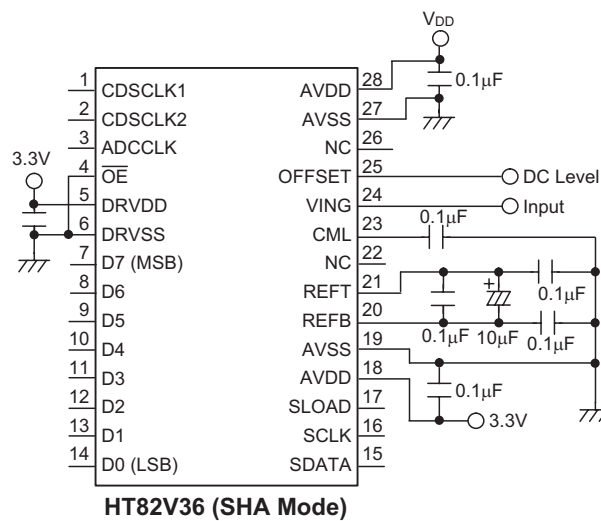 VDD
1 CDSCLK1 AVDD 28 0.1µF
2 CDSCLK2 AVSS 27
3 ADCCLK NC 26
3.3V 4 OE OFFSET 25 DC Level
5 DRVDD VING 24 Input
6 DRVSS CML 23 0.1µF
7 D7 (MSB) NC 22
8 D6 REFT 21 + 0.1µF
9 D5 REFB 20 0.1µF 10µF 0.1µF
10 D4 AVSS 19
11 D3 AVDD 18 0.1µF
12 D2 SLOAD 17 3.3V
13 D1 SCLK 16
14 D0 (LSB) SDATA 15
HT82V36 (SHA Mode)